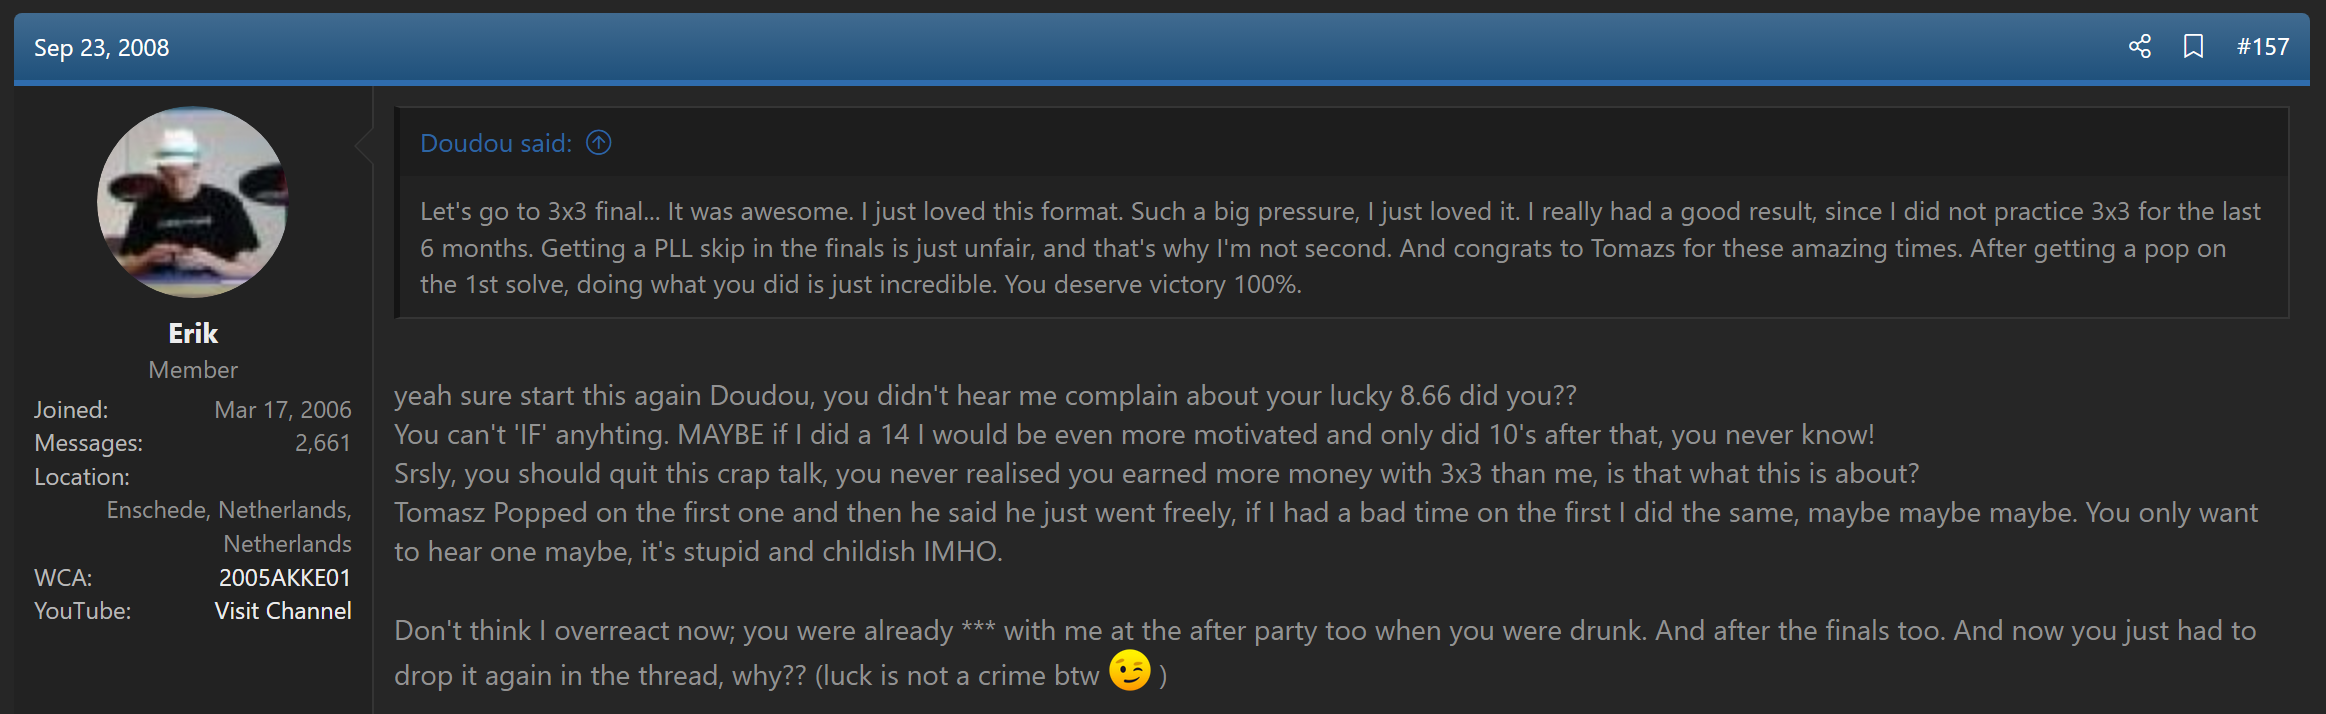 Sep 23, 2008
#157
Erik
Member
Joined: Mar 17, 2006
Messages: 2,661
Location:
Enschede, Netherlands,
Netherlands
WCA: 2005AKKE01
YouTube: Visit Channel
Doudou said:
Let's go to 3x3 final... It was awesome. I just loved this format. Such a big pressure, I just loved it. I really had a good result, since I did not practice 3x3 for the last
6 months. Getting a PLL skip in the finals is just unfair, and that's why I'm not second. And congrats to Tomazs for these amazing times. After getting a pop on
the 1st solve, doing what you did is just incredible. You deserve victory 100%.
yeah sure start this again Doudou, you didn't hear me complain about your lucky 8.66 did you??
You can't 'IF' anyhting. MAYBE if I did a 14 I would be even more motivated and only did 10's after that, you never know!
Srsly, you should quit this crap talk, you never realised you earned more money with 3x3 than me, is that what this is about?
Tomasz Popped on the first one and then he said he just went freely, if I had a bad time on the first I did the same, maybe maybe maybe. You only want
to hear one maybe, it's stupid and childish IMHO.
Don't think I overreact now; you were already *** with me at the after party too when you were drunk. And after the finals too. And now you just had to
drop it again in the thread, why?? (luck is not a crime btw 😉 )